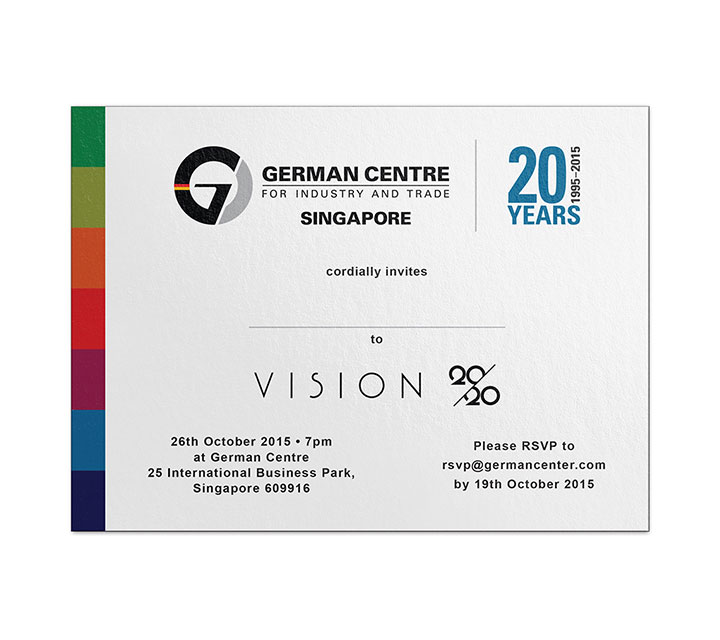 GERMAN CENTRE
FOR INDUSTRY AND TRADE
SINGAPORE
20
YEARS
1995–2015
cordially invites
to
VISION 20/20
26th October 2015 • 7pm
at German Centre
25 International Business Park,
Singapore 609916
Please RSVP to
rsvp@germancenter.com
by 19th October 2015